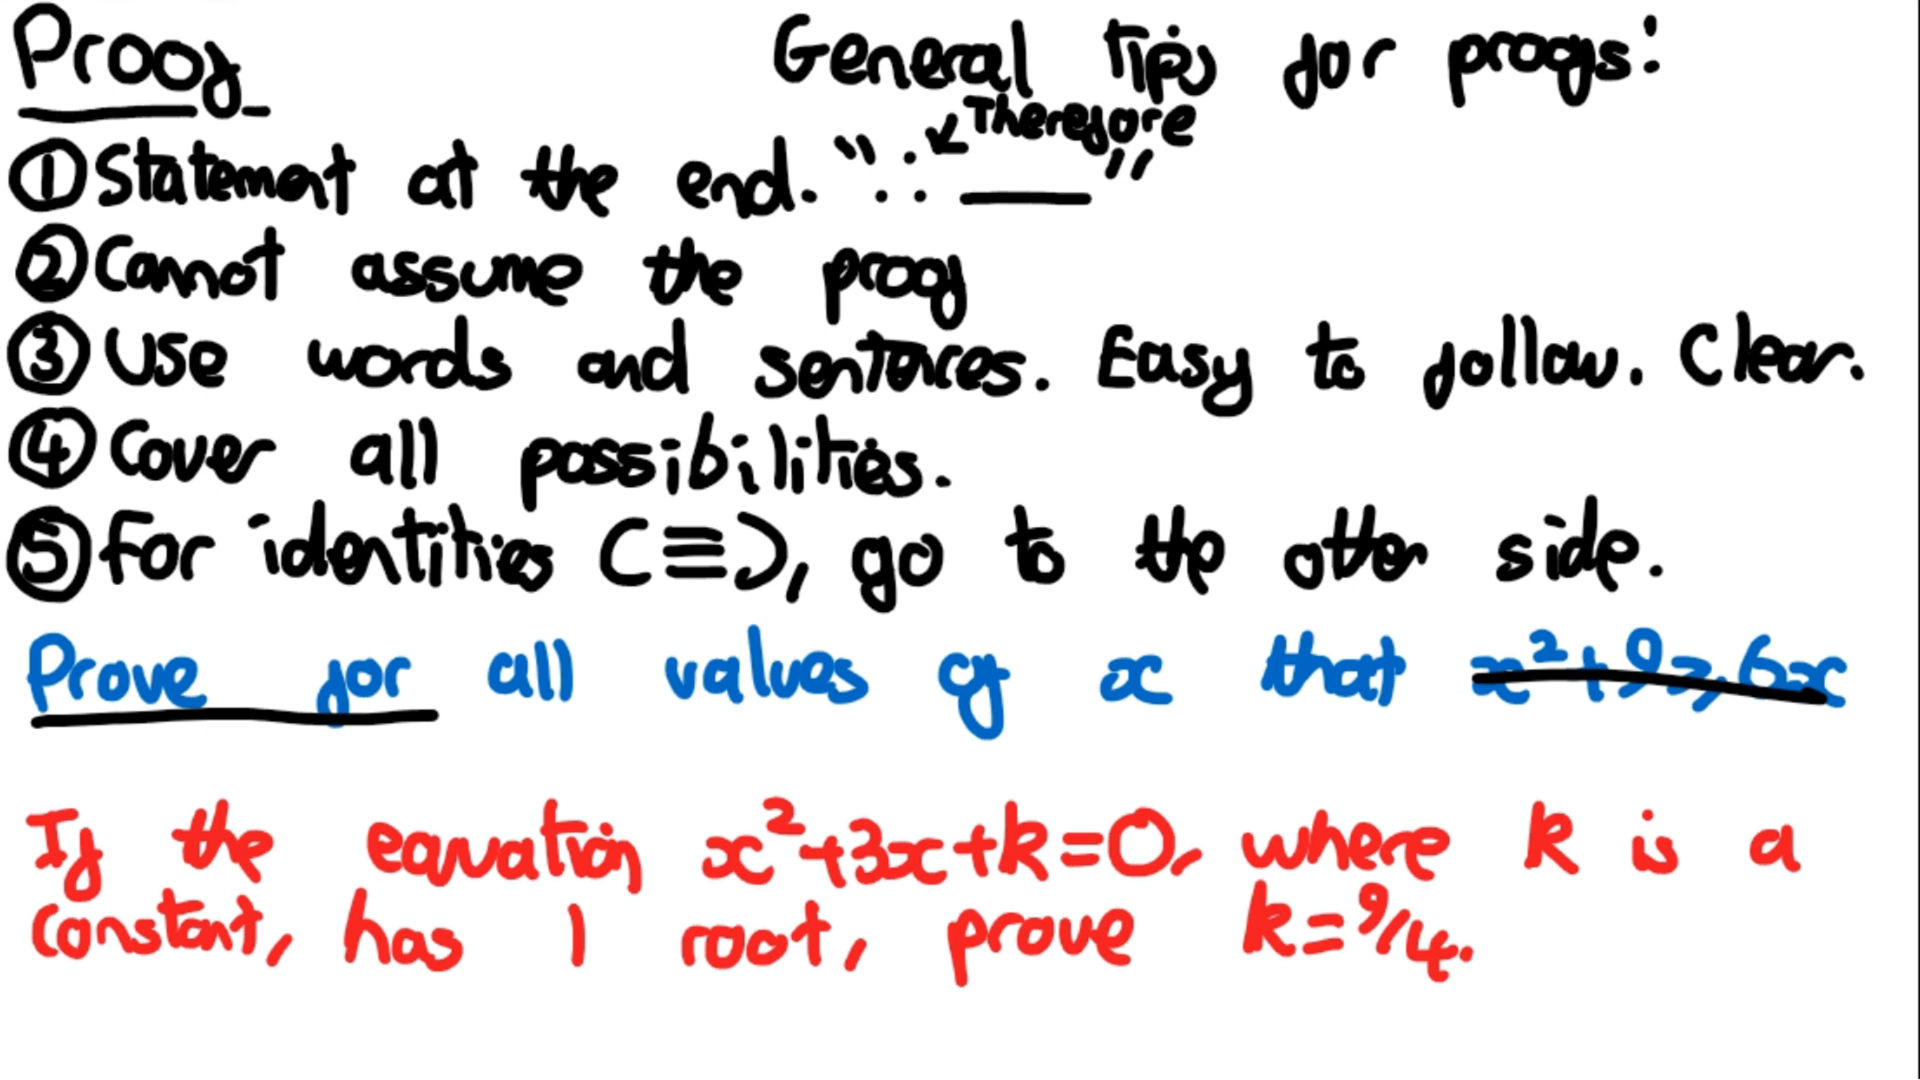 Proof General tips for proofs:
Therefore
① Statement at the end. "∴ ___"
② Cannot assume the proof
③ Use words and sentences. Easy to follow. Clear.
④ Cover all possibilities.
⑤ For identities (≡), go to the other side.
Prove for all values of x that x²+9≥6x
If the equation x²+3x+k=0, where k is a
constant, has 1 root, prove k=9/4.